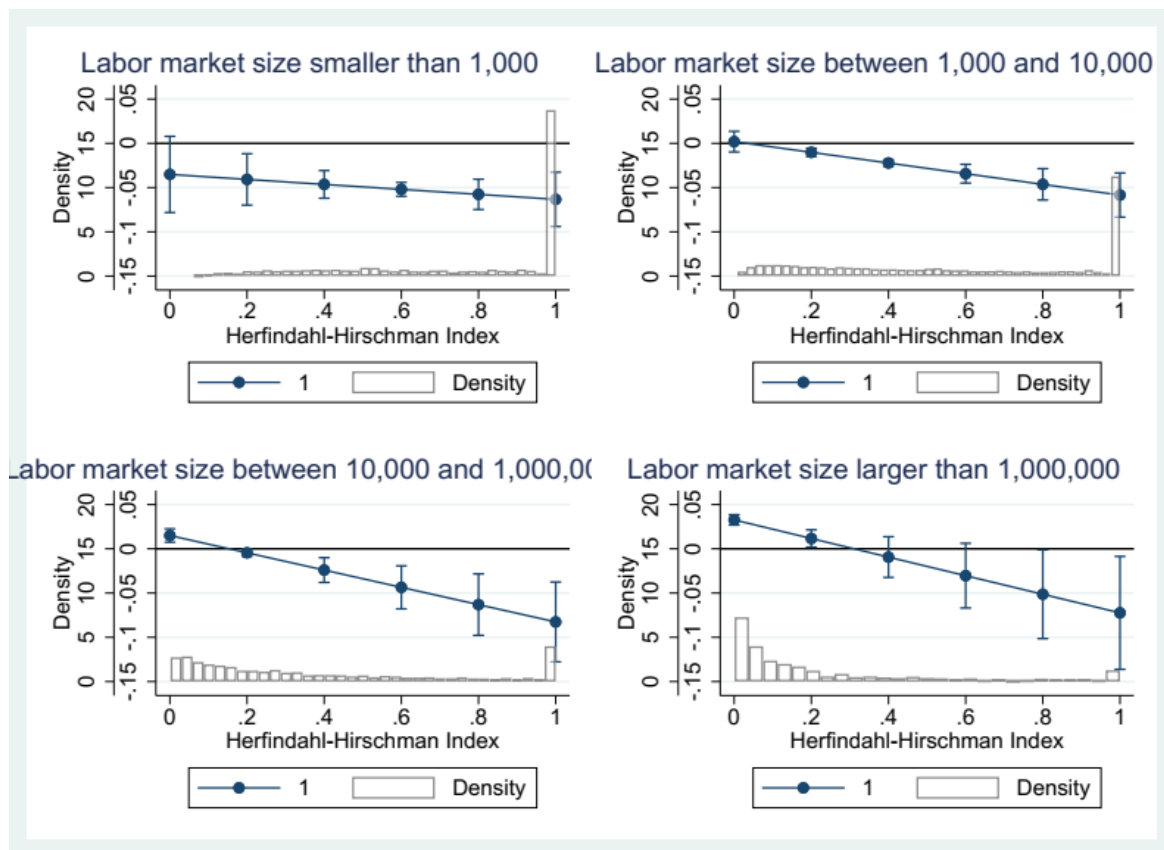 Labor market size smaller than 1,000
Density
0 5 10 15 20
-.15 -.1 -.05 0 .05
0 .2 .4 .6 .8 1
Herfindahl-Hirschman Index
1 Density
Labor market size between 1,000 and 10,000
Density
0 5 10 15 20
-.15 -.1 -.05 0 .05
0 .2 .4 .6 .8 1
Herfindahl-Hirschman Index
1 Density
Labor market size between 10,000 and 1,000,00
Density
0 5 10 15 20
-.15 -.1 -.05 0 .05
0 .2 .4 .6 .8 1
Herfindahl-Hirschman Index
1 Density
Labor market size larger than 1,000,000
Density
0 5 10 15 20
-.15 -.1 -.05 0 .05
0 .2 .4 .6 .8 1
Herfindahl-Hirschman Index
1 Density